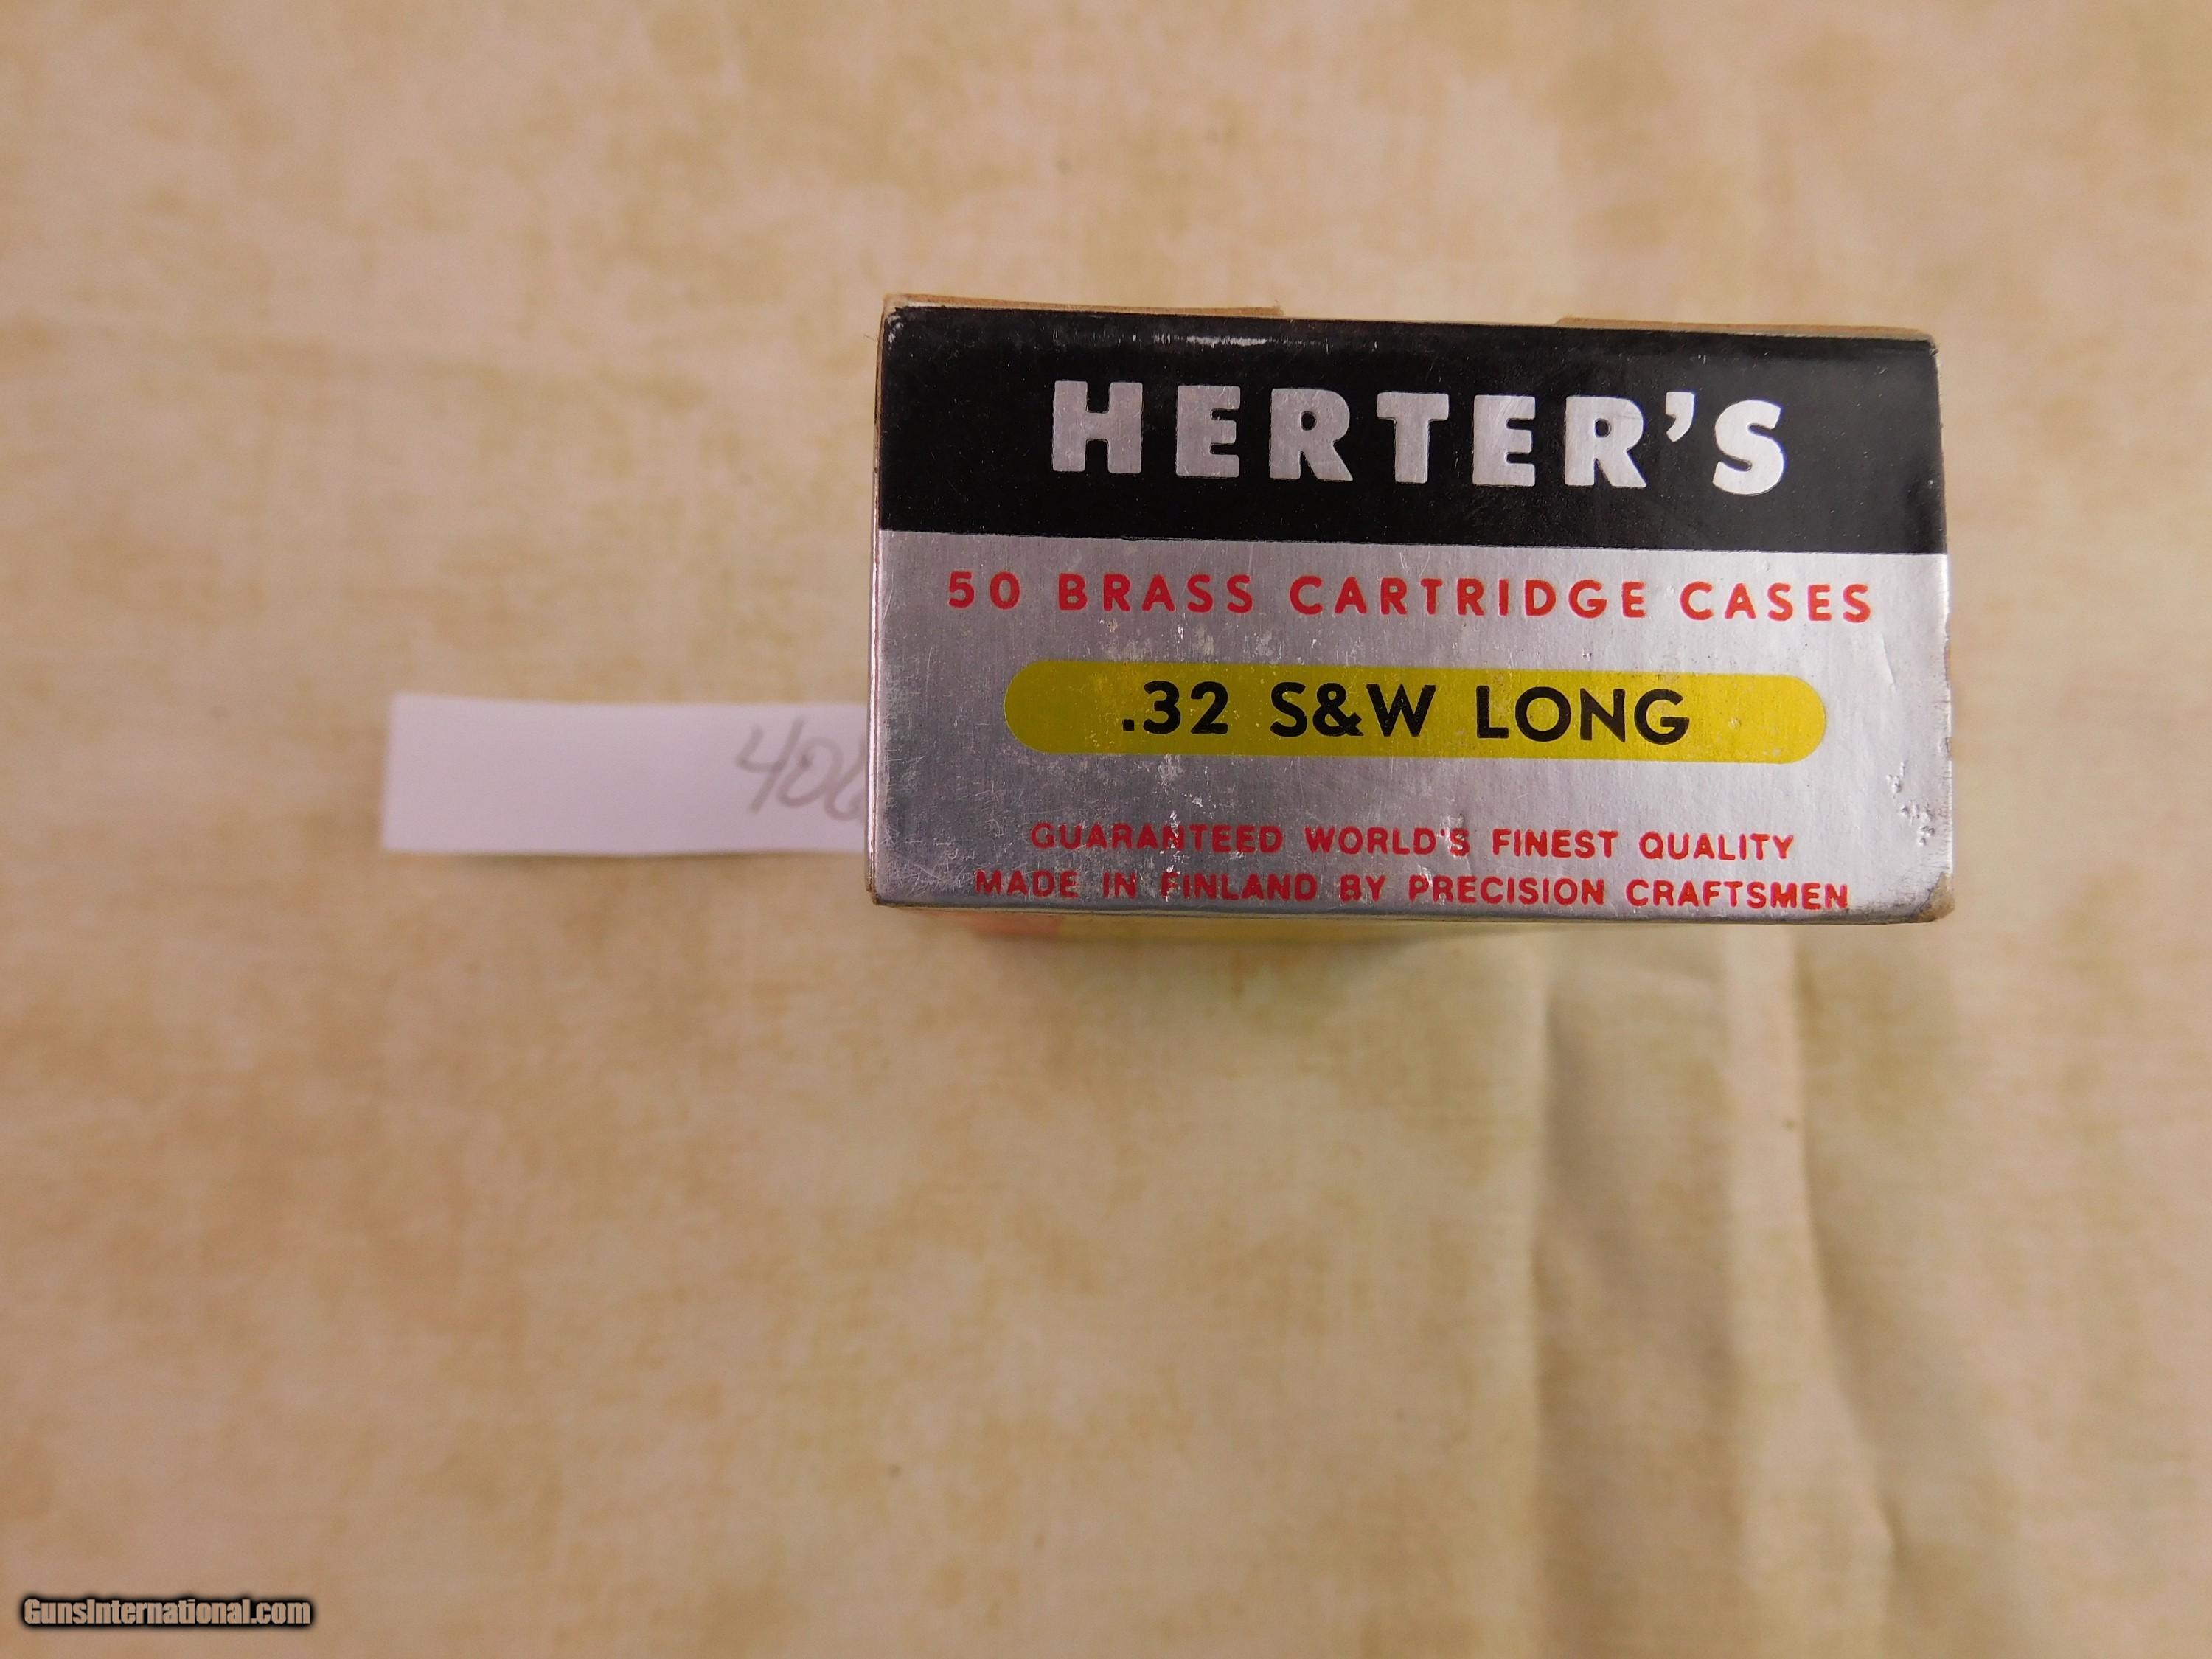 HERTER'S
50 BRASS CARTRIDGE CASES
.32 S&W LONG
GUARANTEED WORLD'S FINEST QUALITY
MADE IN FINLAND BY PRECISION CRAFTSMEN
GunsInternational.com